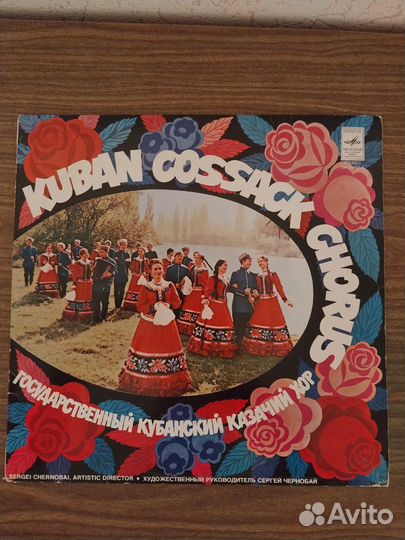 KUBAN COSSACK CHORUS
ГОСУДАРСТВЕННЫЙ КУБАНСКИЙ КАЗАЧИЙ ХОР
SERGEI CHERNOBAI, ARTISTIC DIRECTOR • ХУДОЖЕСТВЕННЫЙ РУКОВОДИТЕЛЬ СЕРГЕЙ ЧЕРНОБАЙ
Avito